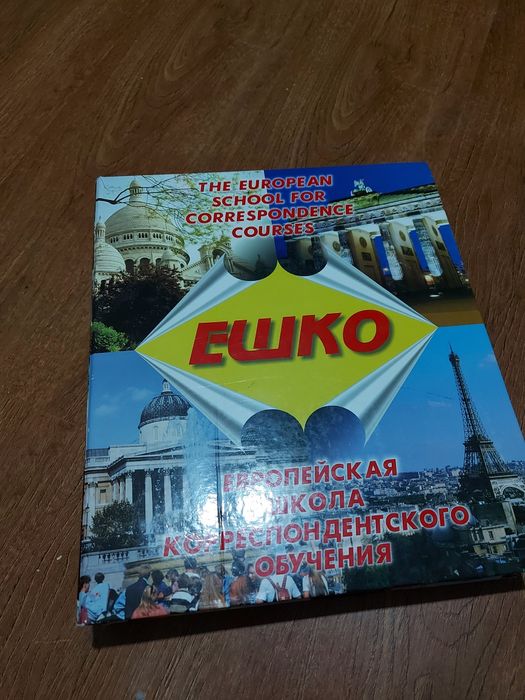 THE EUROPEAN
SCHOOL FOR
CORRESPONDENCE
COURSES
ЕШКО
ЕВРОПЕЙСКАЯ
ШКОЛА
КОРРЕСПОНДЕНТСКОГО
ОБУЧЕНИЯ